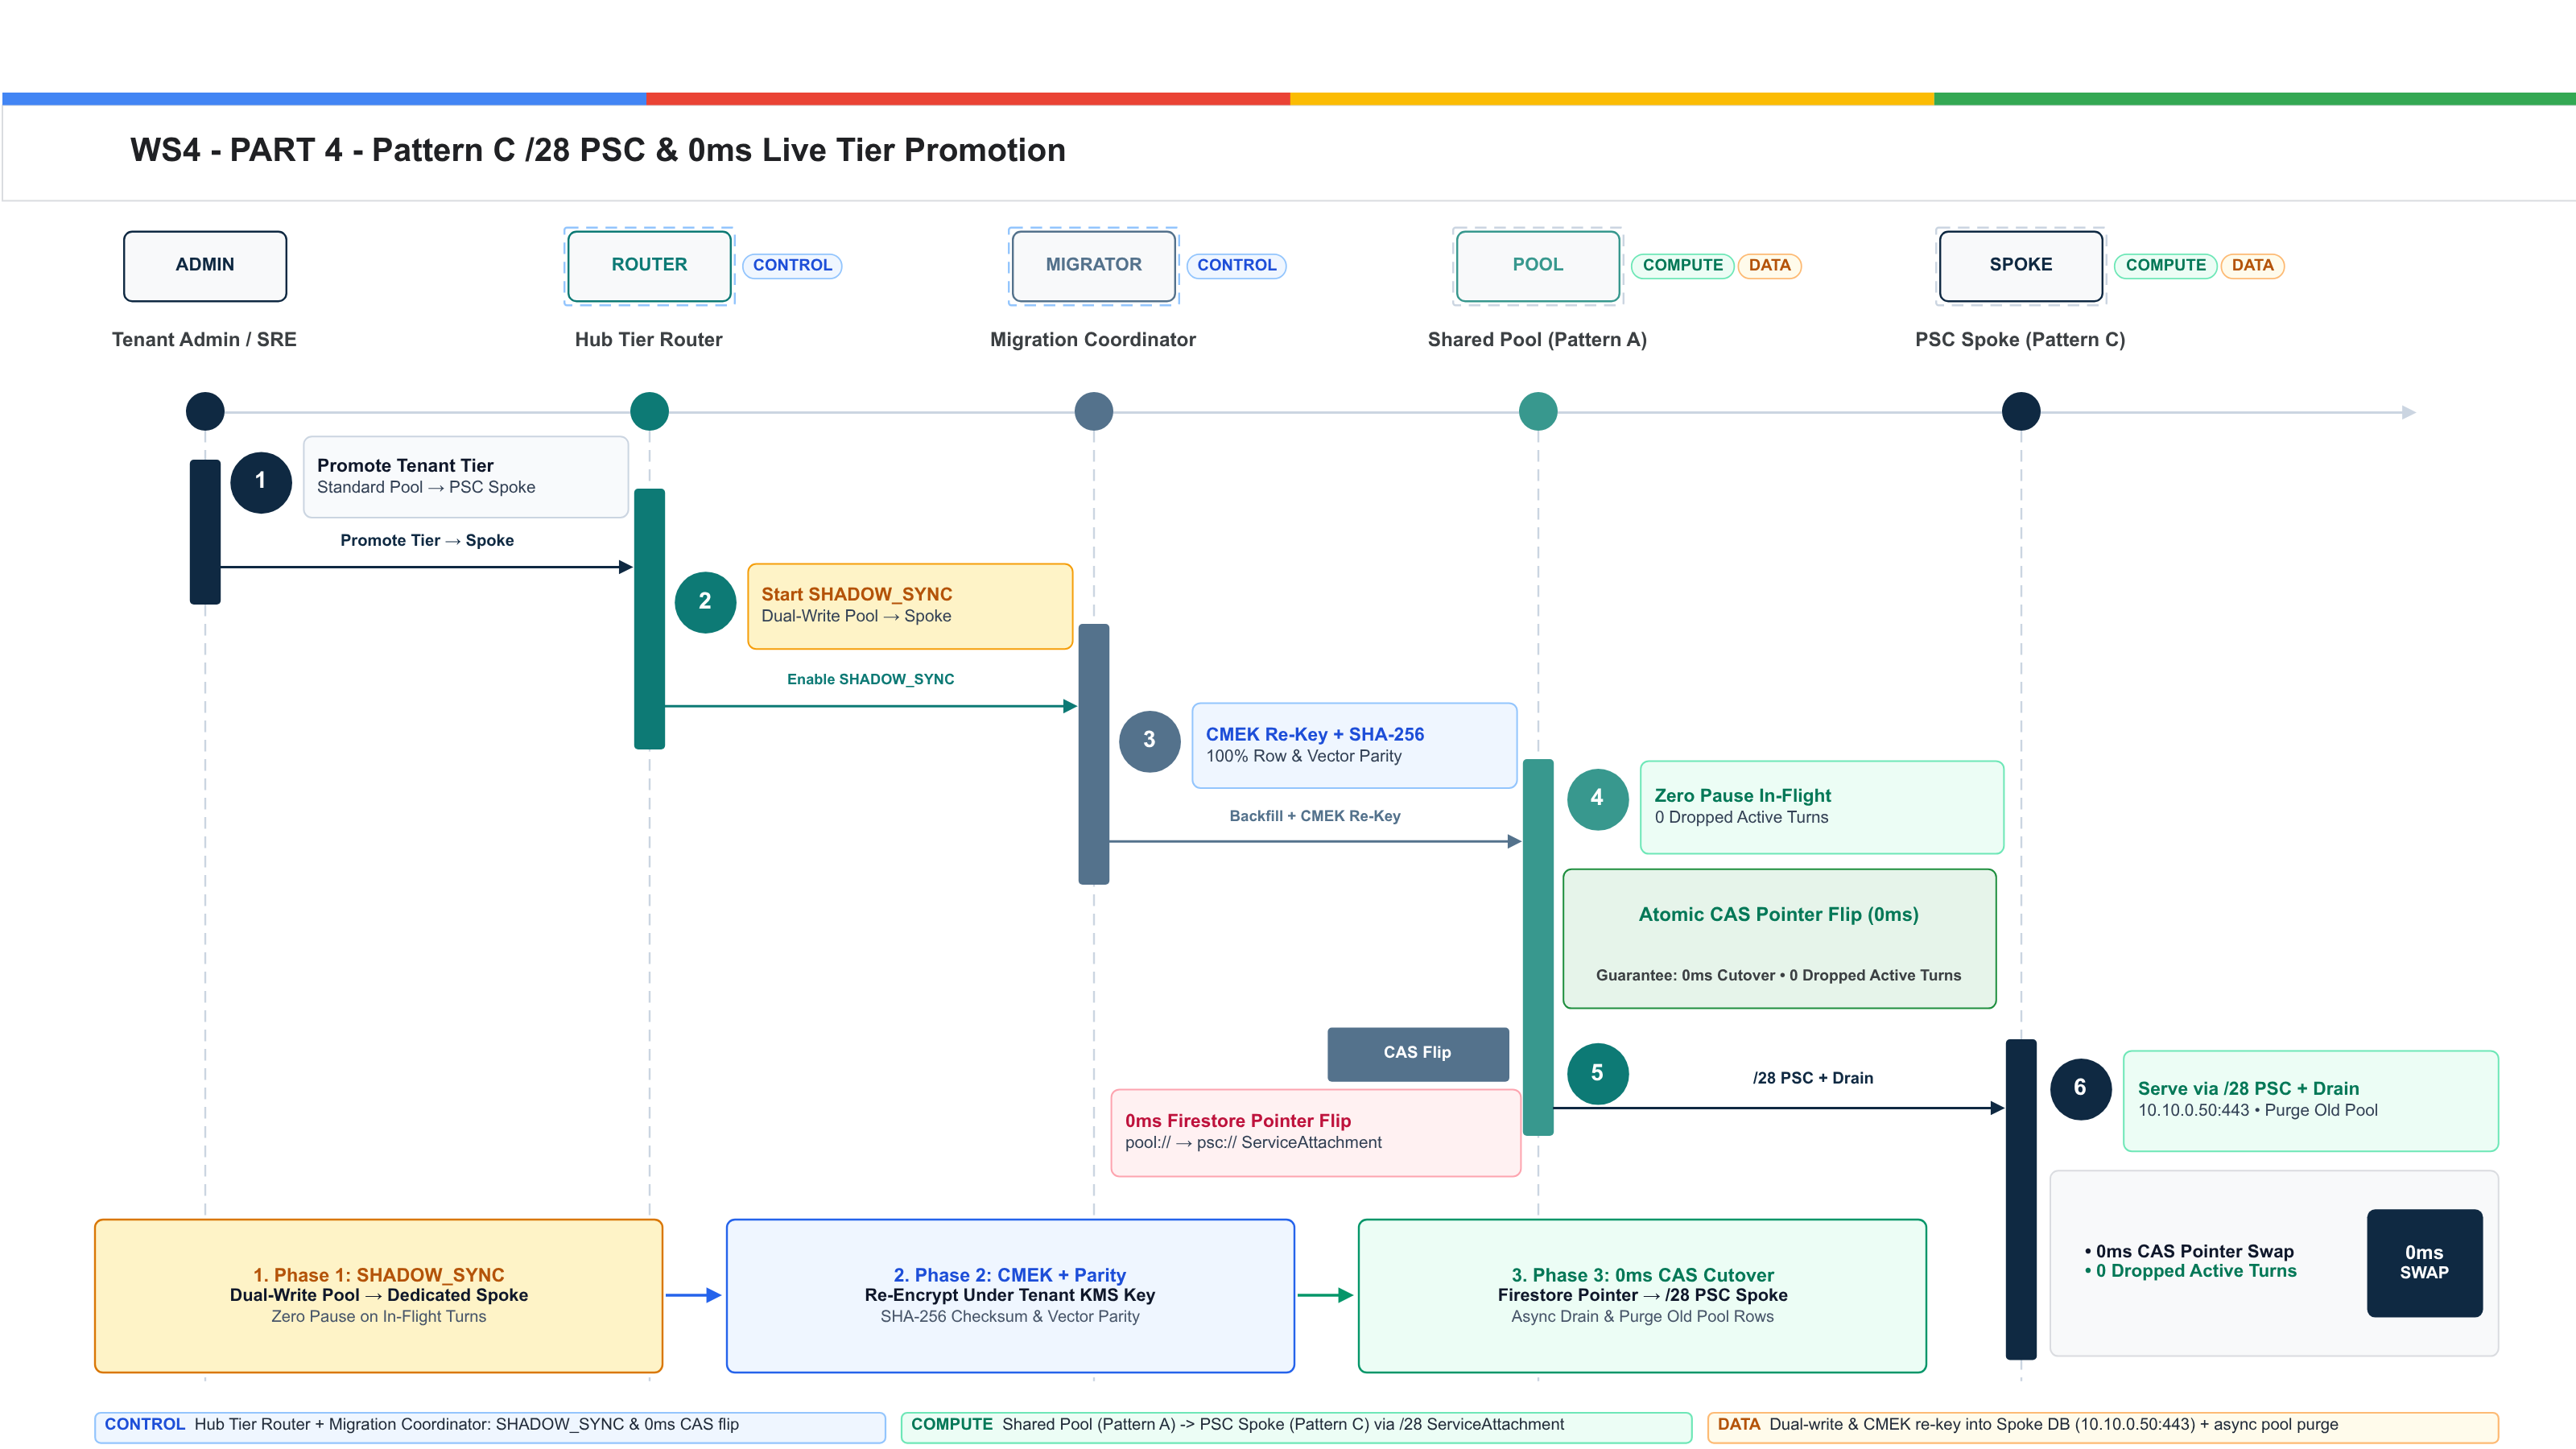 WS4 - PART 4 - Pattern C /28 PSC & 0ms Live Tier Promotion
ADMIN
ROUTER
CONTROL
MIGRATOR
CONTROL
POOL
COMPUTE
DATA
SPOKE
COMPUTE
DATA
Tenant Admin / SRE
Hub Tier Router
Migration Coordinator
Shared Pool (Pattern A)
PSC Spoke (Pattern C)
1
Promote Tenant Tier
Standard Pool → PSC Spoke
Promote Tier → Spoke
2
Start SHADOW_SYNC
Dual-Write Pool → Spoke
Enable SHADOW_SYNC
3
CMEK Re-Key + SHA-256
100% Row & Vector Parity
Backfill + CMEK Re-Key
4
Zero Pause In-Flight
0 Dropped Active Turns
Atomic CAS Pointer Flip (0ms)
Guarantee: 0ms Cutover • 0 Dropped Active Turns
CAS Flip
0ms Firestore Pointer Flip
pool:// → psc:// ServiceAttachment
5
/28 PSC + Drain
6
Serve via /28 PSC + Drain
10.10.0.50:443 • Purge Old Pool
• 0ms CAS Pointer Swap
• 0 Dropped Active Turns
0ms
SWAP
1. Phase 1: SHADOW_SYNC
Dual-Write Pool → Dedicated Spoke
Zero Pause on In-Flight Turns
2. Phase 2: CMEK + Parity
Re-Encrypt Under Tenant KMS Key
SHA-256 Checksum & Vector Parity
3. Phase 3: 0ms CAS Cutover
Firestore Pointer → /28 PSC Spoke
Async Drain & Purge Old Pool Rows
CONTROL Hub Tier Router + Migration Coordinator: SHADOW_SYNC & 0ms CAS flip
COMPUTE Shared Pool (Pattern A) -> PSC Spoke (Pattern C) via /28 ServiceAttachment
DATA Dual-write & CMEK re-key into Spoke DB (10.10.0.50:443) + async pool purge